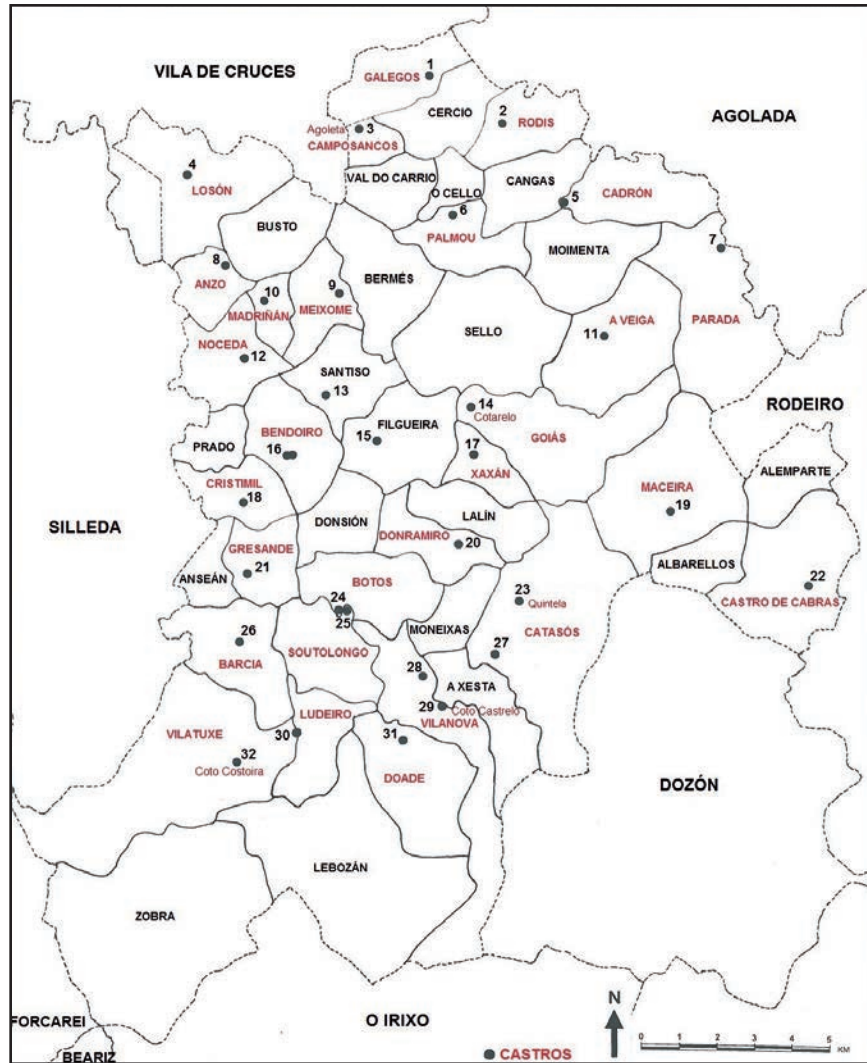 1
GALEGOS
VILA DE CRUCES
CERCIO
2
RODIS
AGOLADA
Agoleta
3
CAMPOSANCOS
4
LOSÓN
VAL DO CARRIO
O CELLO
CANGAS
CADRÓN
5
6
BUSTO
PALMOU
7
MOIMENTA
8
ANZO
BERMÉS
10
9
MADRIÑÁN
MEIXOME
A VEIGA
PARADA
SELLO
11
NOCEDA
12
SANTISO
13
14
Cotarelo
RODEIRO
FILGUEIRA
BENDOIRO
15
GOIÁS
PRADO
16
17
XAXÁN
ALEMPARTE
CRISTIMIL
MACEIRA
18
19
LALÍN
SILLEDA
DONSIÓN
DONRAMIRO
20
GRESANDE
ALBARELLOS
ANSEÁN
21
BOTOS
22
CASTRO DE CABRAS
23
Quintela
24
25
MONEIXAS
CATASÓS
26
SOUTOLONGO
27
BARCIA
28
A XESTA
29
Coto Castrelo
LUDEIRO
VILANOVA
VILATUXE
30
31
32
Coto Costoira
DOADE
DOZÓN
LEBOZÁN
ZOBRA
FORCAREI
O IRIXO
N
0 1 2 3 4 5
KM
BEARIZ
CASTROS